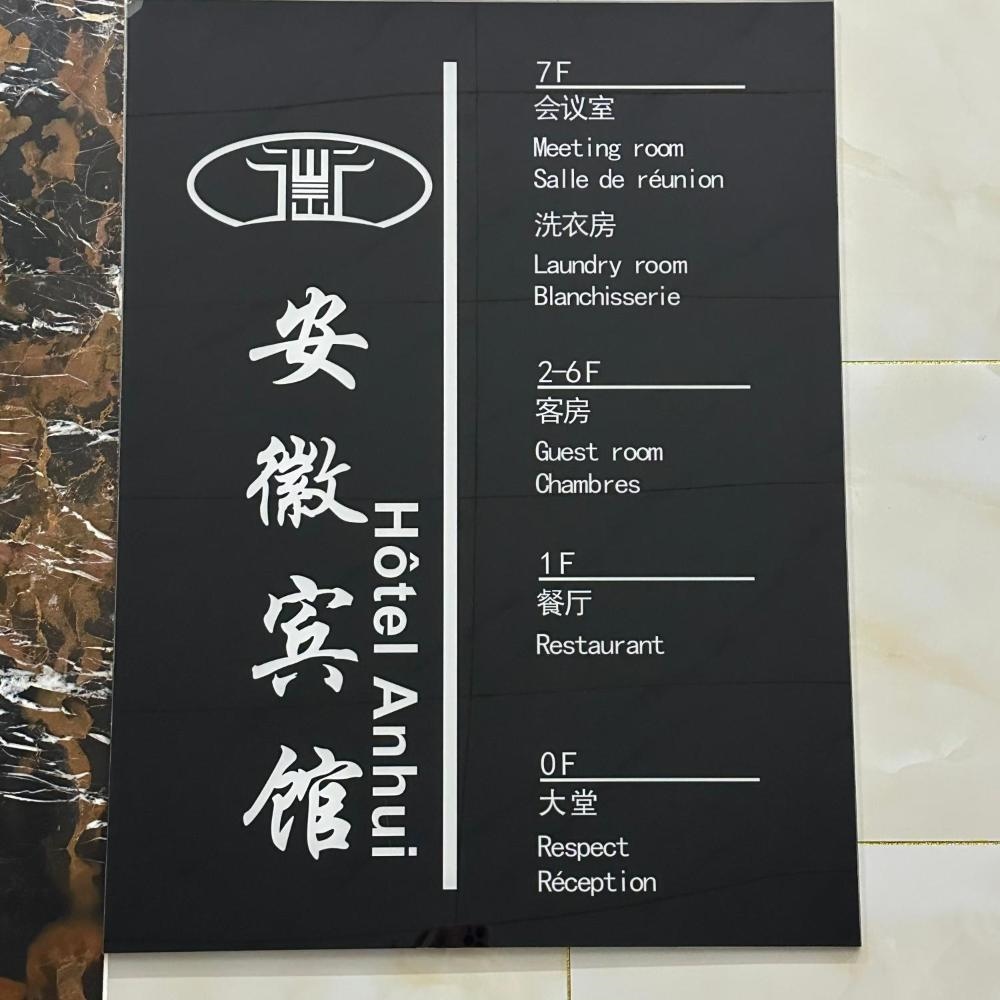 安徽宾馆
Hôtel Anhui
7F
会议室
Meeting room
Salle de réunion
洗衣房
Laundry room
Blanchisserie
2-6F
客房
Guest room
Chambres
1F
餐厅
Restaurant
0F
大堂
Respect
Réception